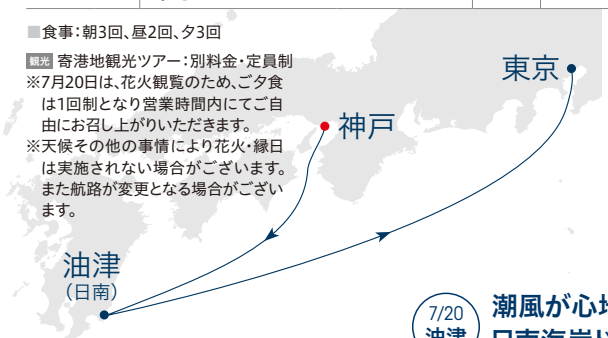 ■食事：朝3回、昼2回、夕3回
観光 寄港地観光ツアー：別料金・定員制
※7月20日は、花火観覧のため、ご夕食
は1回制となり営業時間内にてご自
由にお召し上がりいただきます。
※天候その他の事情により花火・縁日
は実施されない場合がございます。
また航路が変更となる場合がござい
ます。
東京
神戸
油津
（日南）
7/20
油津
潮風が心地
日南海岸